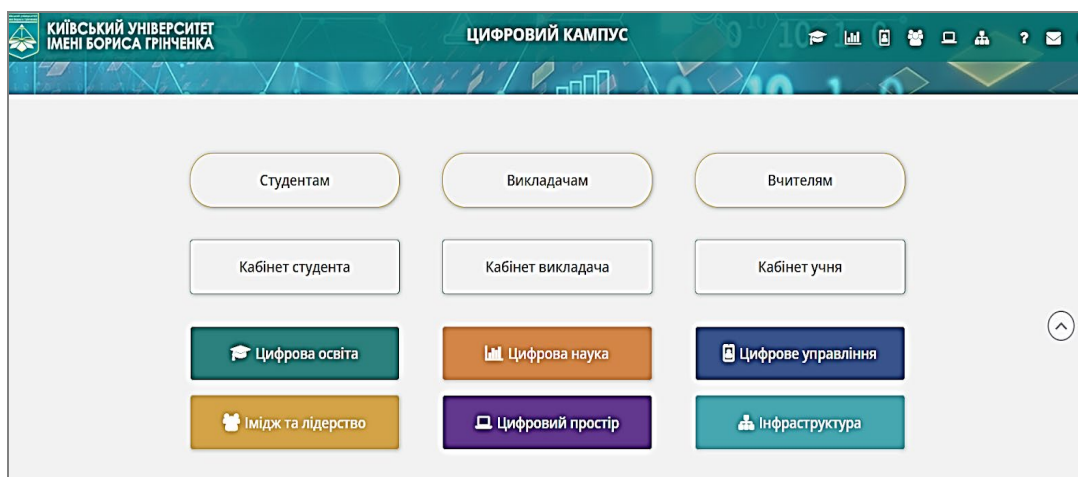 КИЇВСЬКИЙ УНІВЕРСИТЕТ
ІМЕНІ БОРИСА ГРІНЧЕНКА
ЦИФРОВИЙ КАМПУС
?
Студентам
Викладачам
Вчителям
Кабінет студента
Кабінет викладача
Кабінет учня
Цифрова освіта
Цифрова наука
Цифрове управління
Імідж та лідерство
Цифровий простір
Інфраструктура